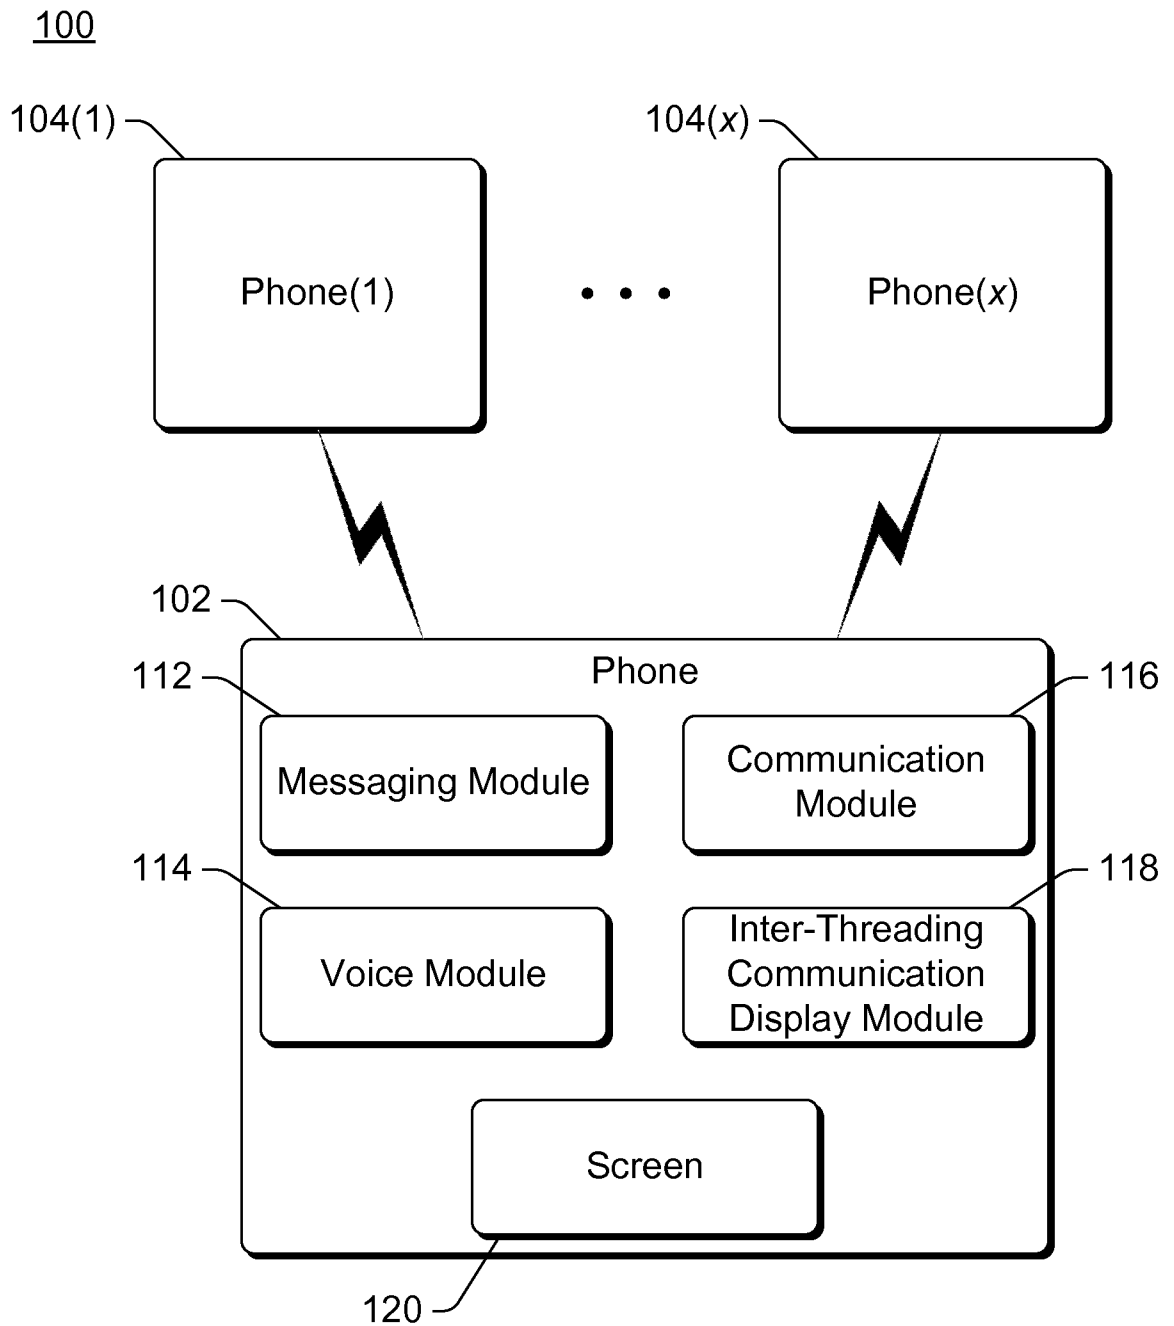 100
104(1)
104(x)
Phone(1)
Phone(x)
102
Phone
112
116
Messaging Module
Communication
Module
114
118
Voice Module
Inter-Threading
Communication
Display Module
Screen
120